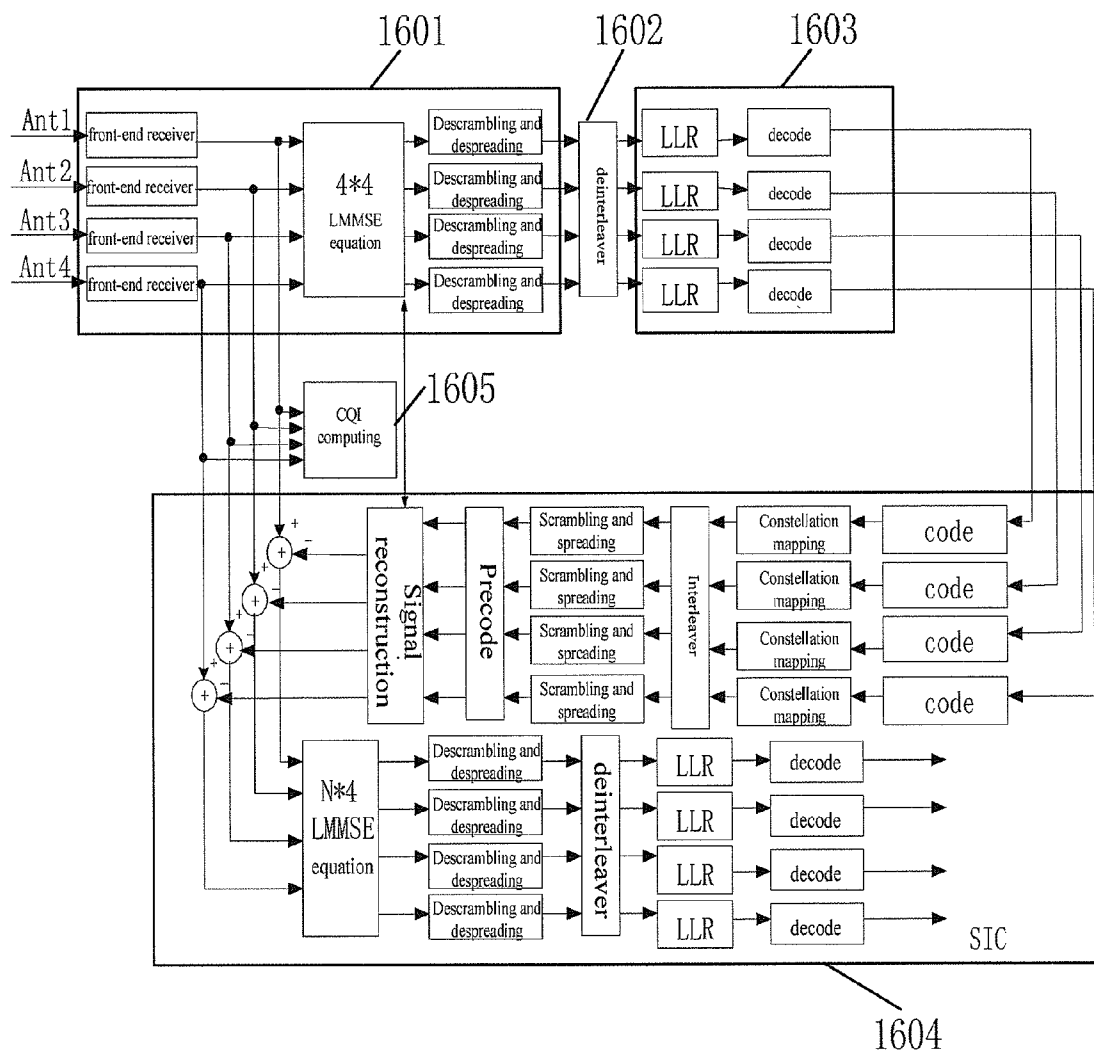 1601
1602
1603
Ant1
front-end receiver
Ant2
front-end receiver
Ant3
front-end receiver
Ant4
front-end receiver
4*4
LMMSE
equation
Descrambling and
despreading
Descrambling and
despreading
Descrambling and
despreading
Descrambling and
despreading
deinterleaver
LLR
decode
LLR
decode
LLR
decode
LLR
decode
CQI
computing
1605
+
-
+
+
-
+
+
-
+
+
-
+
Signal
reconstruction
Precode
Scrambling and
spreading
Scrambling and
spreading
Scrambling and
spreading
Scrambling and
spreading
Interleaver
Constellation
mapping
Constellation
mapping
Constellation
mapping
Constellation
mapping
code
code
code
code
N*4
LMMSE
equation
Descrambling and
despreading
Descrambling and
despreading
Descrambling and
despreading
Descrambling and
despreading
deinterleaver
LLR
decode
LLR
decode
LLR
decode
LLR
decode
SIC
1604